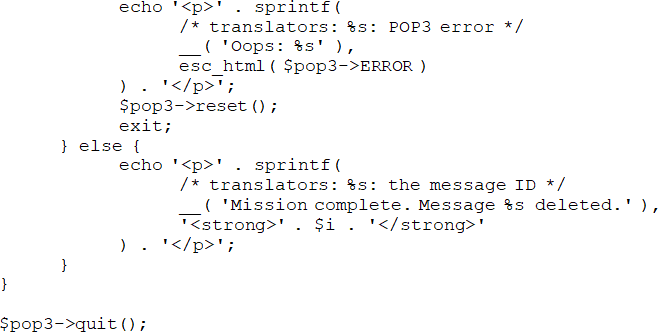 echo '<p>' . sprintf(
/* translators: %s: POP3 error */
__( 'Oops: %s' ),
esc_html( $pop3->ERROR )
) . '</p>';
$pop3->reset();
exit;
} else {
echo '<p>' . sprintf(
/* translators: %s: the message ID */
__( 'Mission complete. Message %s deleted.' ),
'<strong>' . $i . '</strong>'
) . '</p>';
}
}
$pop3->quit();